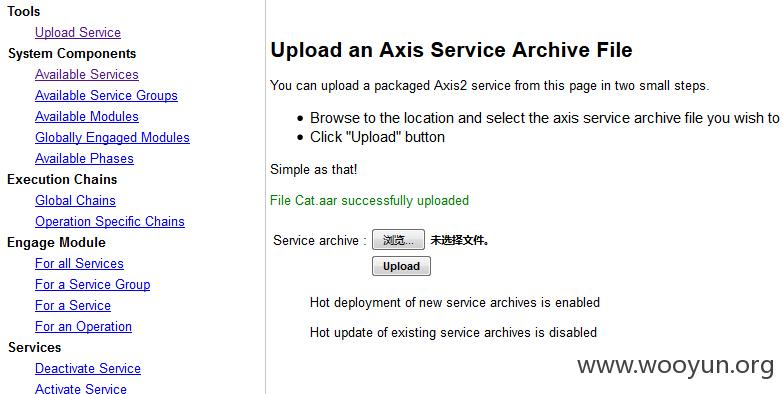 Tools
Upload Service
System Components
Available Services
Available Service Groups
Available Modules
Globally Engaged Modules
Available Phases
Execution Chains
Global Chains
Operation Specific Chains
Engage Module
For all Services
For a Service Group
For a Service
For an Operation
Services
Deactivate Service
Activate Service
Upload an Axis Service Archive File
You can upload a packaged Axis2 service from this page in two small steps.
• Browse to the location and select the axis service archive file you wish to
• Click "Upload" button
Simple as that!
File Cat.aar successfully uploaded
Service archive : 浏览... 未选择文件。
Upload
Hot deployment of new service archives is enabled
Hot update of existing service archives is disabled
www.wooyun.org